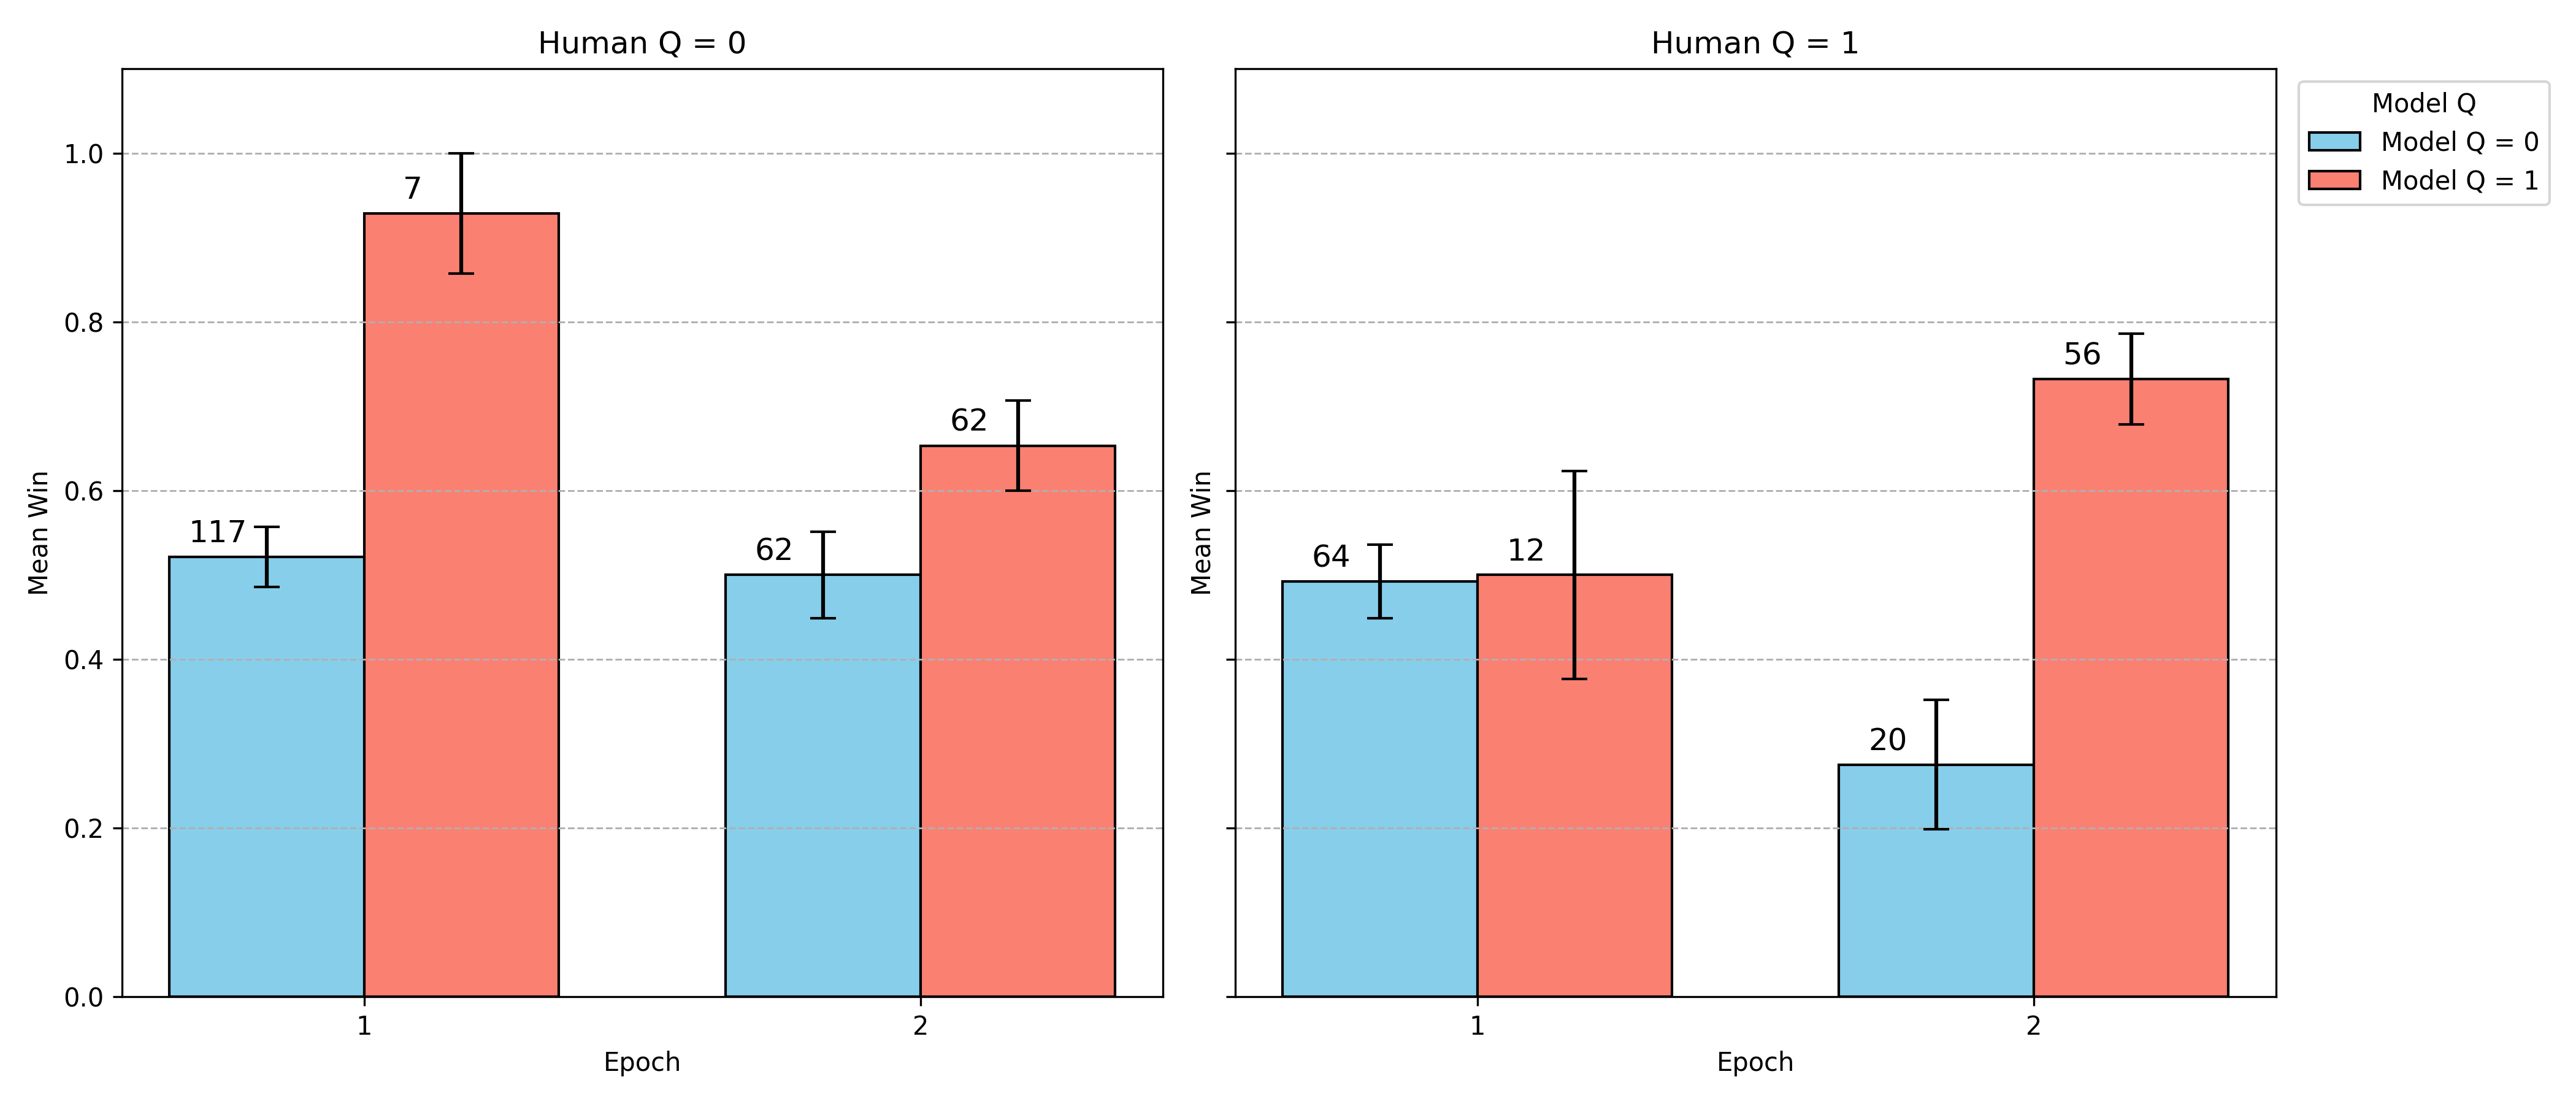 Human Q = 0
Mean Win
1.0
0.8
0.6
0.4
0.2
0.0
117
7
62
62
1
2
Epoch
Human Q = 1
Mean Win
64
12
20
56
1
2
Epoch
Model Q
Model Q = 0
Model Q = 1